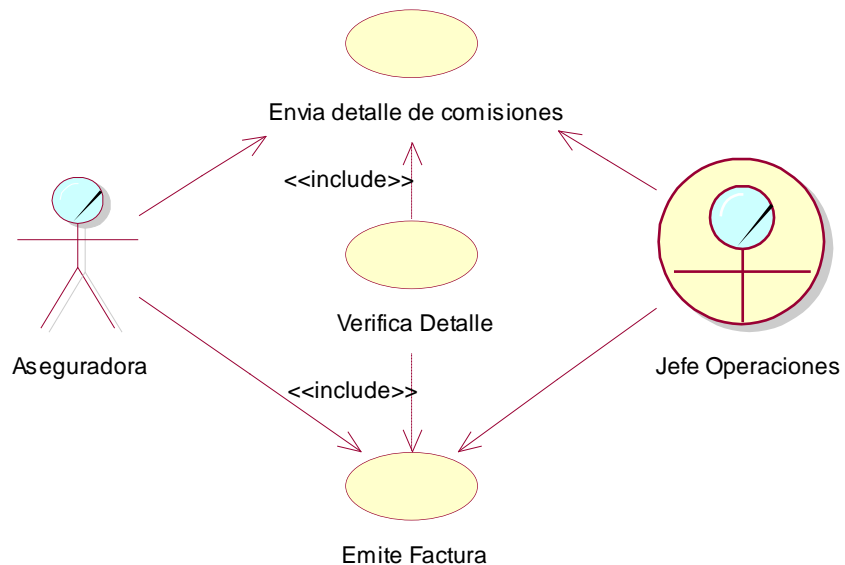 Envia detalle de comisiones
<<include>>
Verifica Detalle
Aseguradora
Jefe Operaciones
<<include>>
Emite Factura